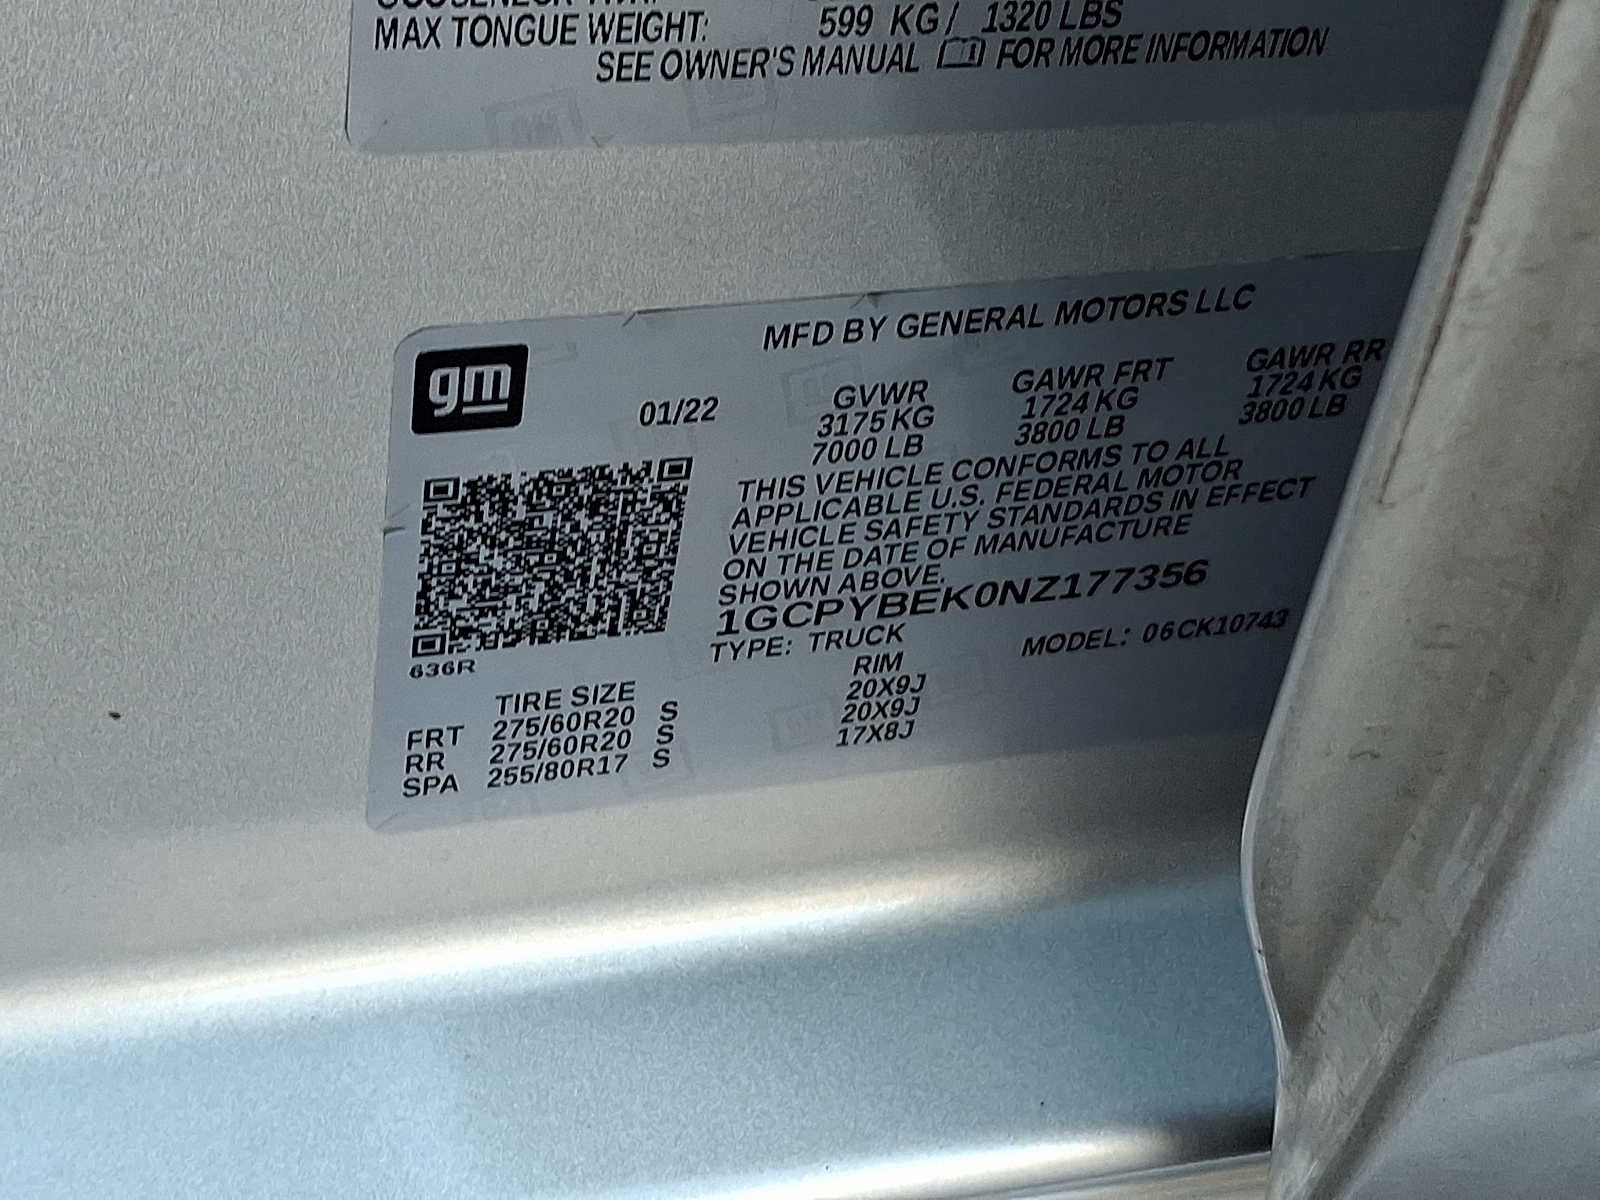 MAX TONGUE WEIGHT: 599 KG / 1320 LBS
SEE OWNER'S MANUAL FOR MORE INFORMATION
MFD BY GENERAL MOTORS LLC
gm
01/22
GVWR GAWR FRT GAWR RR
3175 KG 1724 KG 1724 KG
7000 LB 3800 LB 3800 LB
THIS VEHICLE CONFORMS TO ALL
APPLICABLE U.S. FEDERAL MOTOR
VEHICLE SAFETY STANDARDS IN EFFECT
ON THE DATE OF MANUFACTURE
SHOWN ABOVE.
1GCPYBEK0NZ177356
TYPE: TRUCK MODEL: 06CK10743
636R
TIRE SIZE RIM
FRT 275/60R20 S 20X9J
RR 275/60R20 S 20X9J
SPA 255/80R17 S 17X8J